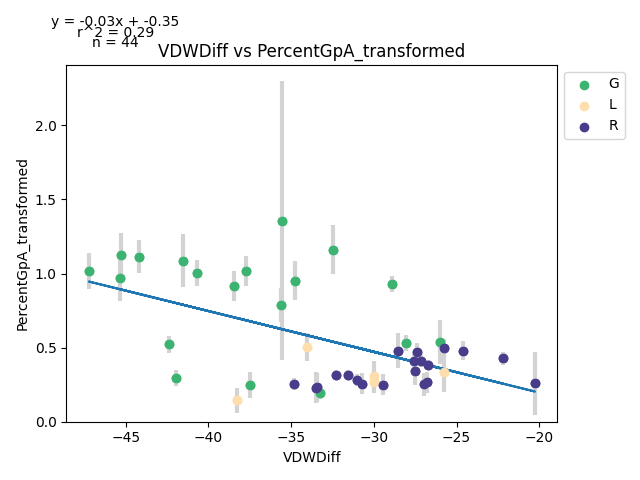 y = -0.03x + -0.35
r^2 = 0.29
n = 44
VDWDiff vs PercentGpA_transformed
G
L
R
PercentGpA_transformed
2.0
1.5
1.0
0.5
0.0
−45
−40
−35
−30
−25
−20
VDWDiff